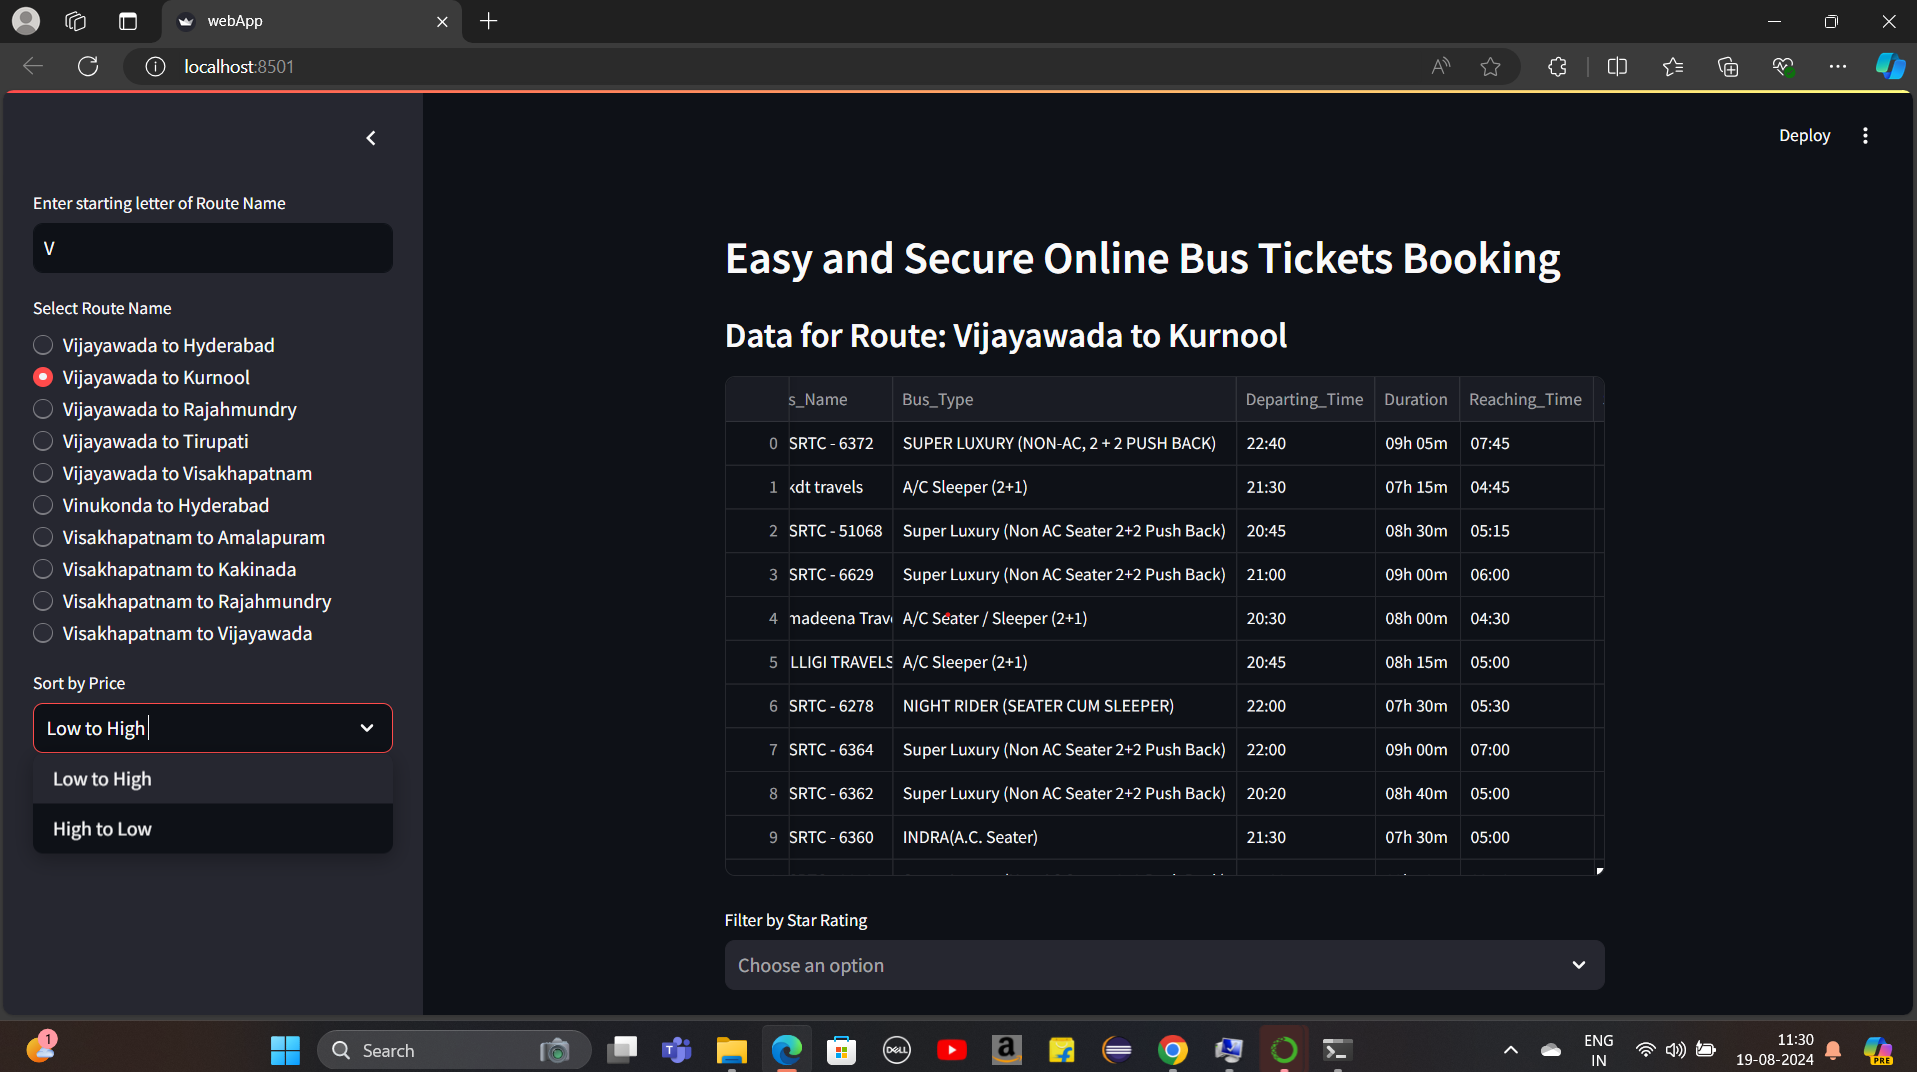 webApp
localhost:8501
Deploy
Enter starting letter of Route Name
V
Select Route Name
Vijayawada to Hyderabad
Vijayawada to Kurnool
Vijayawada to Rajahmundry
Vijayawada to Tirupati
Vijayawada to Visakhapatnam
Vinukonda to Hyderabad
Visakhapatnam to Amalapuram
Visakhapatnam to Kakinada
Visakhapatnam to Rajahmundry
Visakhapatnam to Vijayawada
Sort by Price
Low to High
Low to High
High to Low
Easy and Secure Online Bus Tickets Booking
Data for Route: Vijayawada to Kurnool
s_Name Bus_Type Departing_Time Duration Reaching_Time
0 SRTC - 6372 SUPER LUXURY (NON-AC, 2 + 2 PUSH BACK) 22:40 09h 05m 07:45
1 kdt travels A/C Sleeper (2+1) 21:30 07h 15m 04:45
2 SRTC - 51068 Super Luxury (Non AC Seater 2+2 Push Back) 20:45 08h 30m 05:15
3 SRTC - 6629 Super Luxury (Non AC Seater 2+2 Push Back) 21:00 09h 00m 06:00
4 madeena Trav A/C Seater / Sleeper (2+1) 20:30 08h 00m 04:30
5 LLIGI TRAVELS A/C Sleeper (2+1) 20:45 08h 15m 05:00
6 SRTC - 6278 NIGHT RIDER (SEATER CUM SLEEPER) 22:00 07h 30m 05:30
7 SRTC - 6364 Super Luxury (Non AC Seater 2+2 Push Back) 22:00 09h 00m 07:00
8 SRTC - 6362 Super Luxury (Non AC Seater 2+2 Push Back) 20:20 08h 40m 05:00
9 SRTC - 6360 INDRA(A.C. Seater) 21:30 07h 30m 05:00
Filter by Star Rating
Choose an option
1
Search
DELL
a
ENG
IN
11:30
19-08-2024
PRE